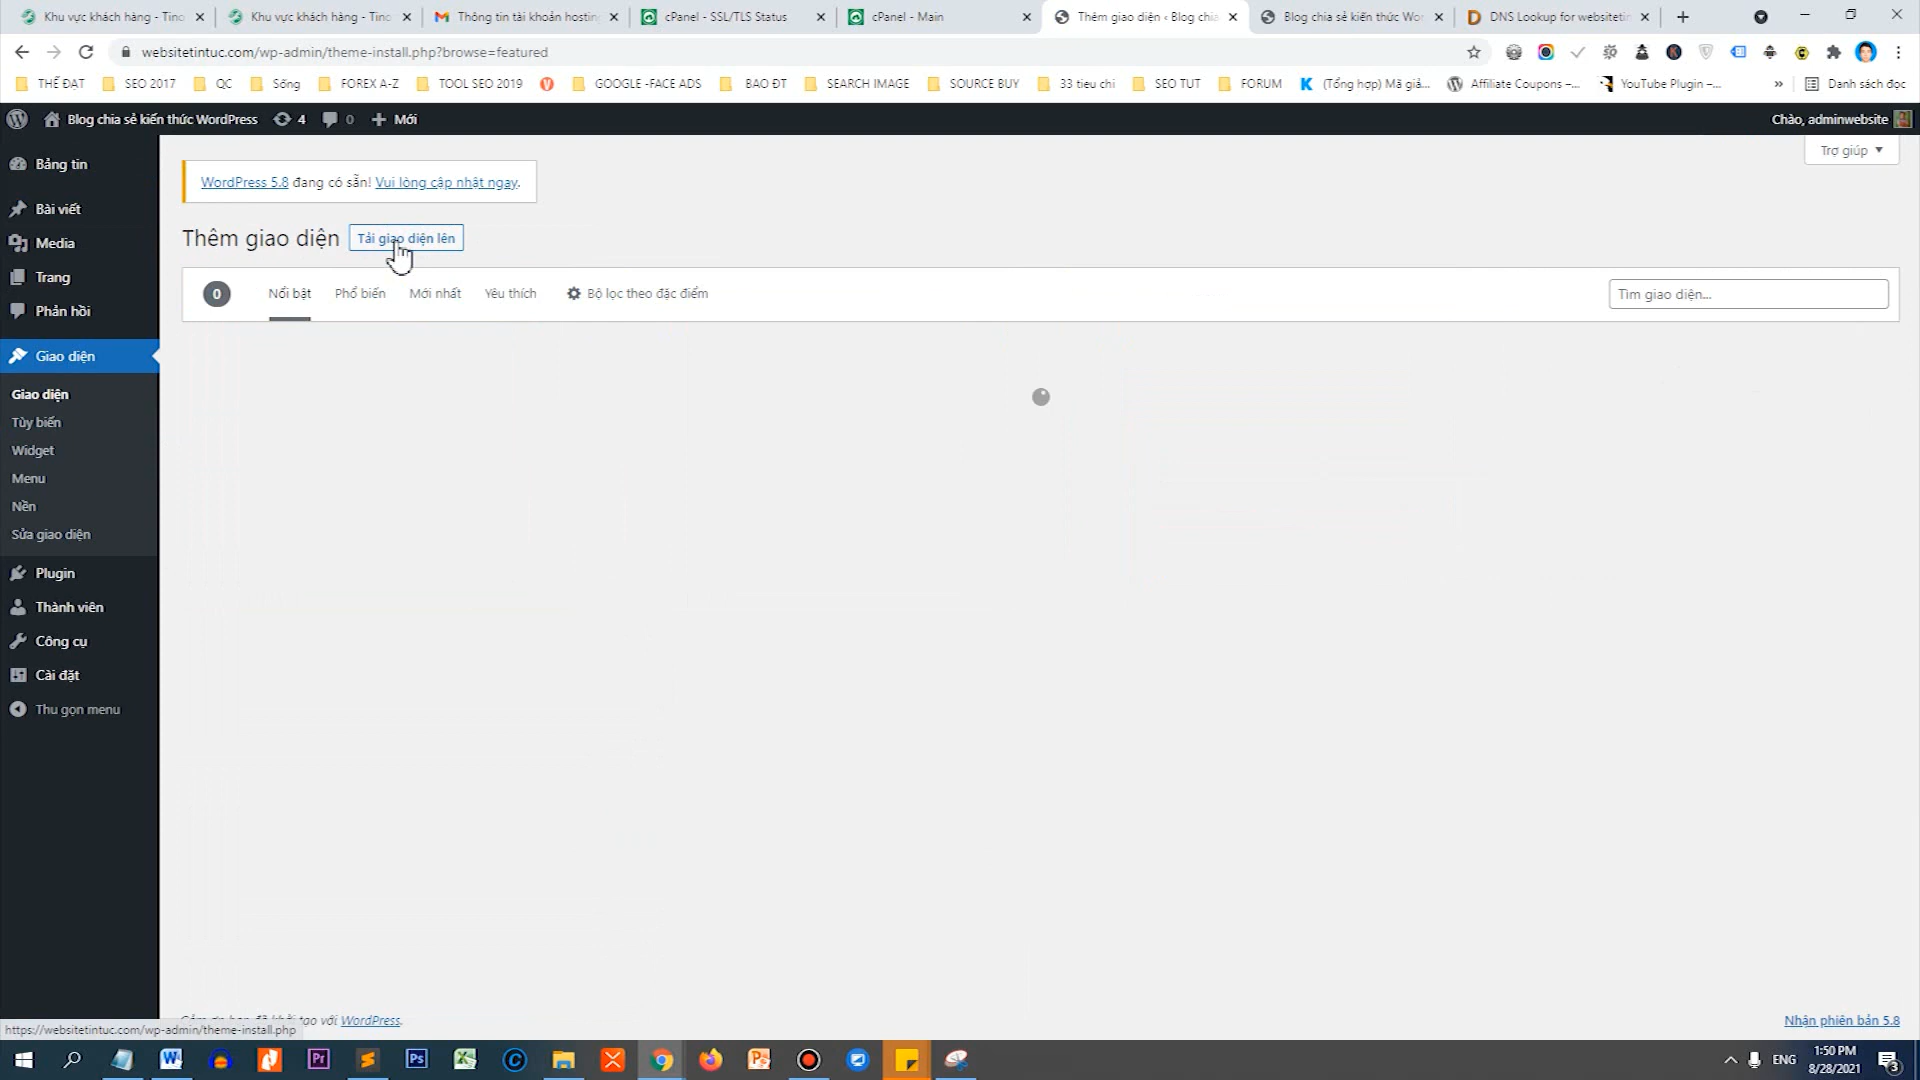 Khu vực khách hàng - Tino
Khu vực khách hàng - Tino
Thông tin tài khoản hosting
cPanel - SSL/TLS Status
cPanel - Main
Thêm giao diện ‹ Blog chia
Blog chia sẻ kiến thức Wor
DNS Lookup for websitetin
websitetintuc.com/wp-admin/theme-install.php?browse=featured
THẾ ĐẠT
SEO 2017
QC
Sống
FOREX A-Z
TOOL SEO 2019
GOOGLE -FACE ADS
BAO ĐT
SEARCH IMAGE
SOURCE BUY
33 tieu chi
SEO TUT
FORUM
(Tổng hợp) Mã giả...
Affiliate Coupons –...
YouTube Plugin –...
»
Danh sách đọc
Blog chia sẻ kiến thức WordPress
4
0
Mới
Chào, adminwebsite
Trợ giúp
WordPress 5.8 đang có sẵn! Vui lòng cập nhật ngay.
Thêm giao diện
Tải giao diện lên
0
Nổi bật
Phổ biến
Mới nhất
Yêu thích
Bộ lọc theo đặc điểm
Tìm giao diện...
Bảng tin
Bài viết
Media
Trang
Phản hồi
Giao diện
Giao diện
Tùy biến
Widget
Menu
Nền
Sửa giao diện
Plugin
Thành viên
Công cụ
Cài đặt
Thu gọn menu
tạo với WordPress.
Nhận phiên bản 5.8
https://websitetintuc.com/wp-admin/theme-install.php
ENG
1:50 PM
8/28/2021
3